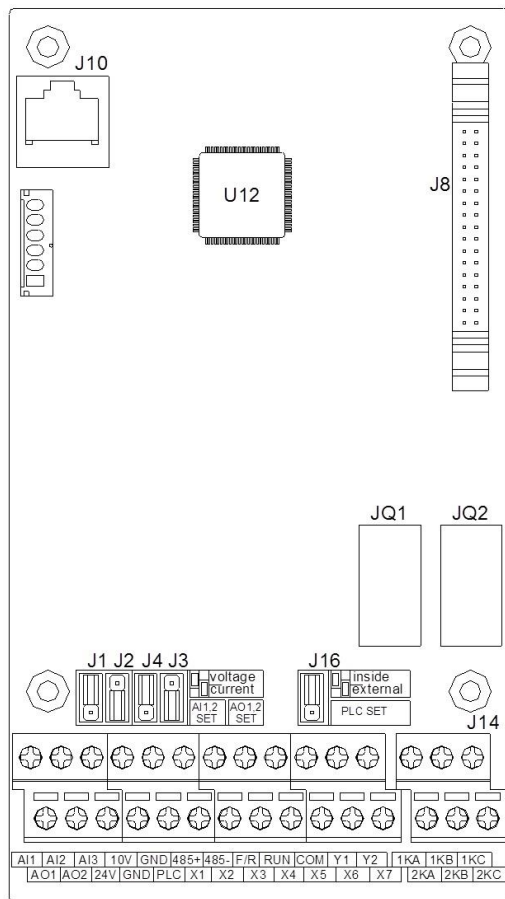 J10
J8
U12
JQ1 JQ2
J1 J2 J4 J3 J16
voltage inside
current external
AI1,2 AO1,2 PLC SET
SET SET
J14
AI1 AI2 AI3 10V GND 485+ 485- F/R RUN COM Y1 Y2 1KA 1KB 1KC
AO1 AO2 24V GND PLC X1 X2 X3 X4 X5 X6 X7 2KA 2KB 2KC